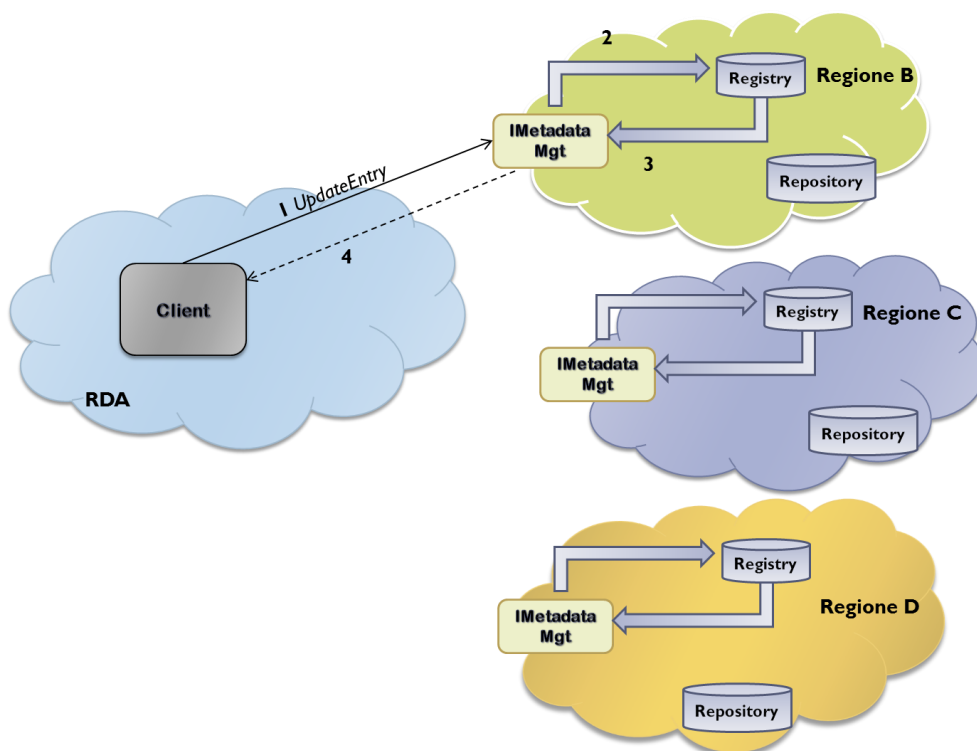 2
Registry
Regione B
IMetadata
Mgt
3
Repository
1 UpdateEntry
4
Client
RDA
Registry
Regione C
IMetadata
Mgt
Repository
Registry
IMetadata
Mgt
Regione D
Repository